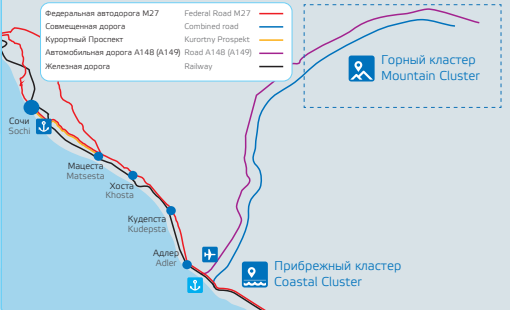 Федеральная автодорога М27 Federal Road M27
Совмещенная дорога Combined road
Курортный Проспект Kurortny Prospekt
Автомобильная дорога А148 (А149) Road A148 (A149)
Железная дорога Railway
Горный кластер
Mountain Cluster
Сочи
Sochi
Мацеста
Matsesta
Хоста
Khosta
Кудепста
Kudepsta
Адлер
Adler
Прибрежный кластер
Coastal Cluster